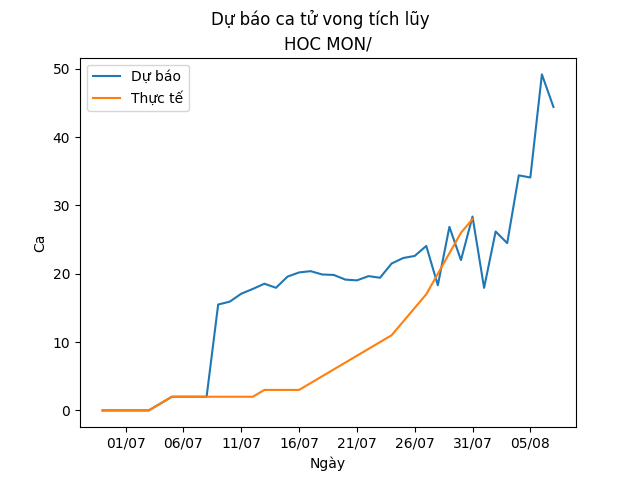 Dự báo ca tử vong tích lũy
HOC MON/
Dự báo
Thực tế
50
40
30
20
10
0
Ca
01/07 06/07 11/07 16/07 21/07 26/07 31/07 05/08
Ngày